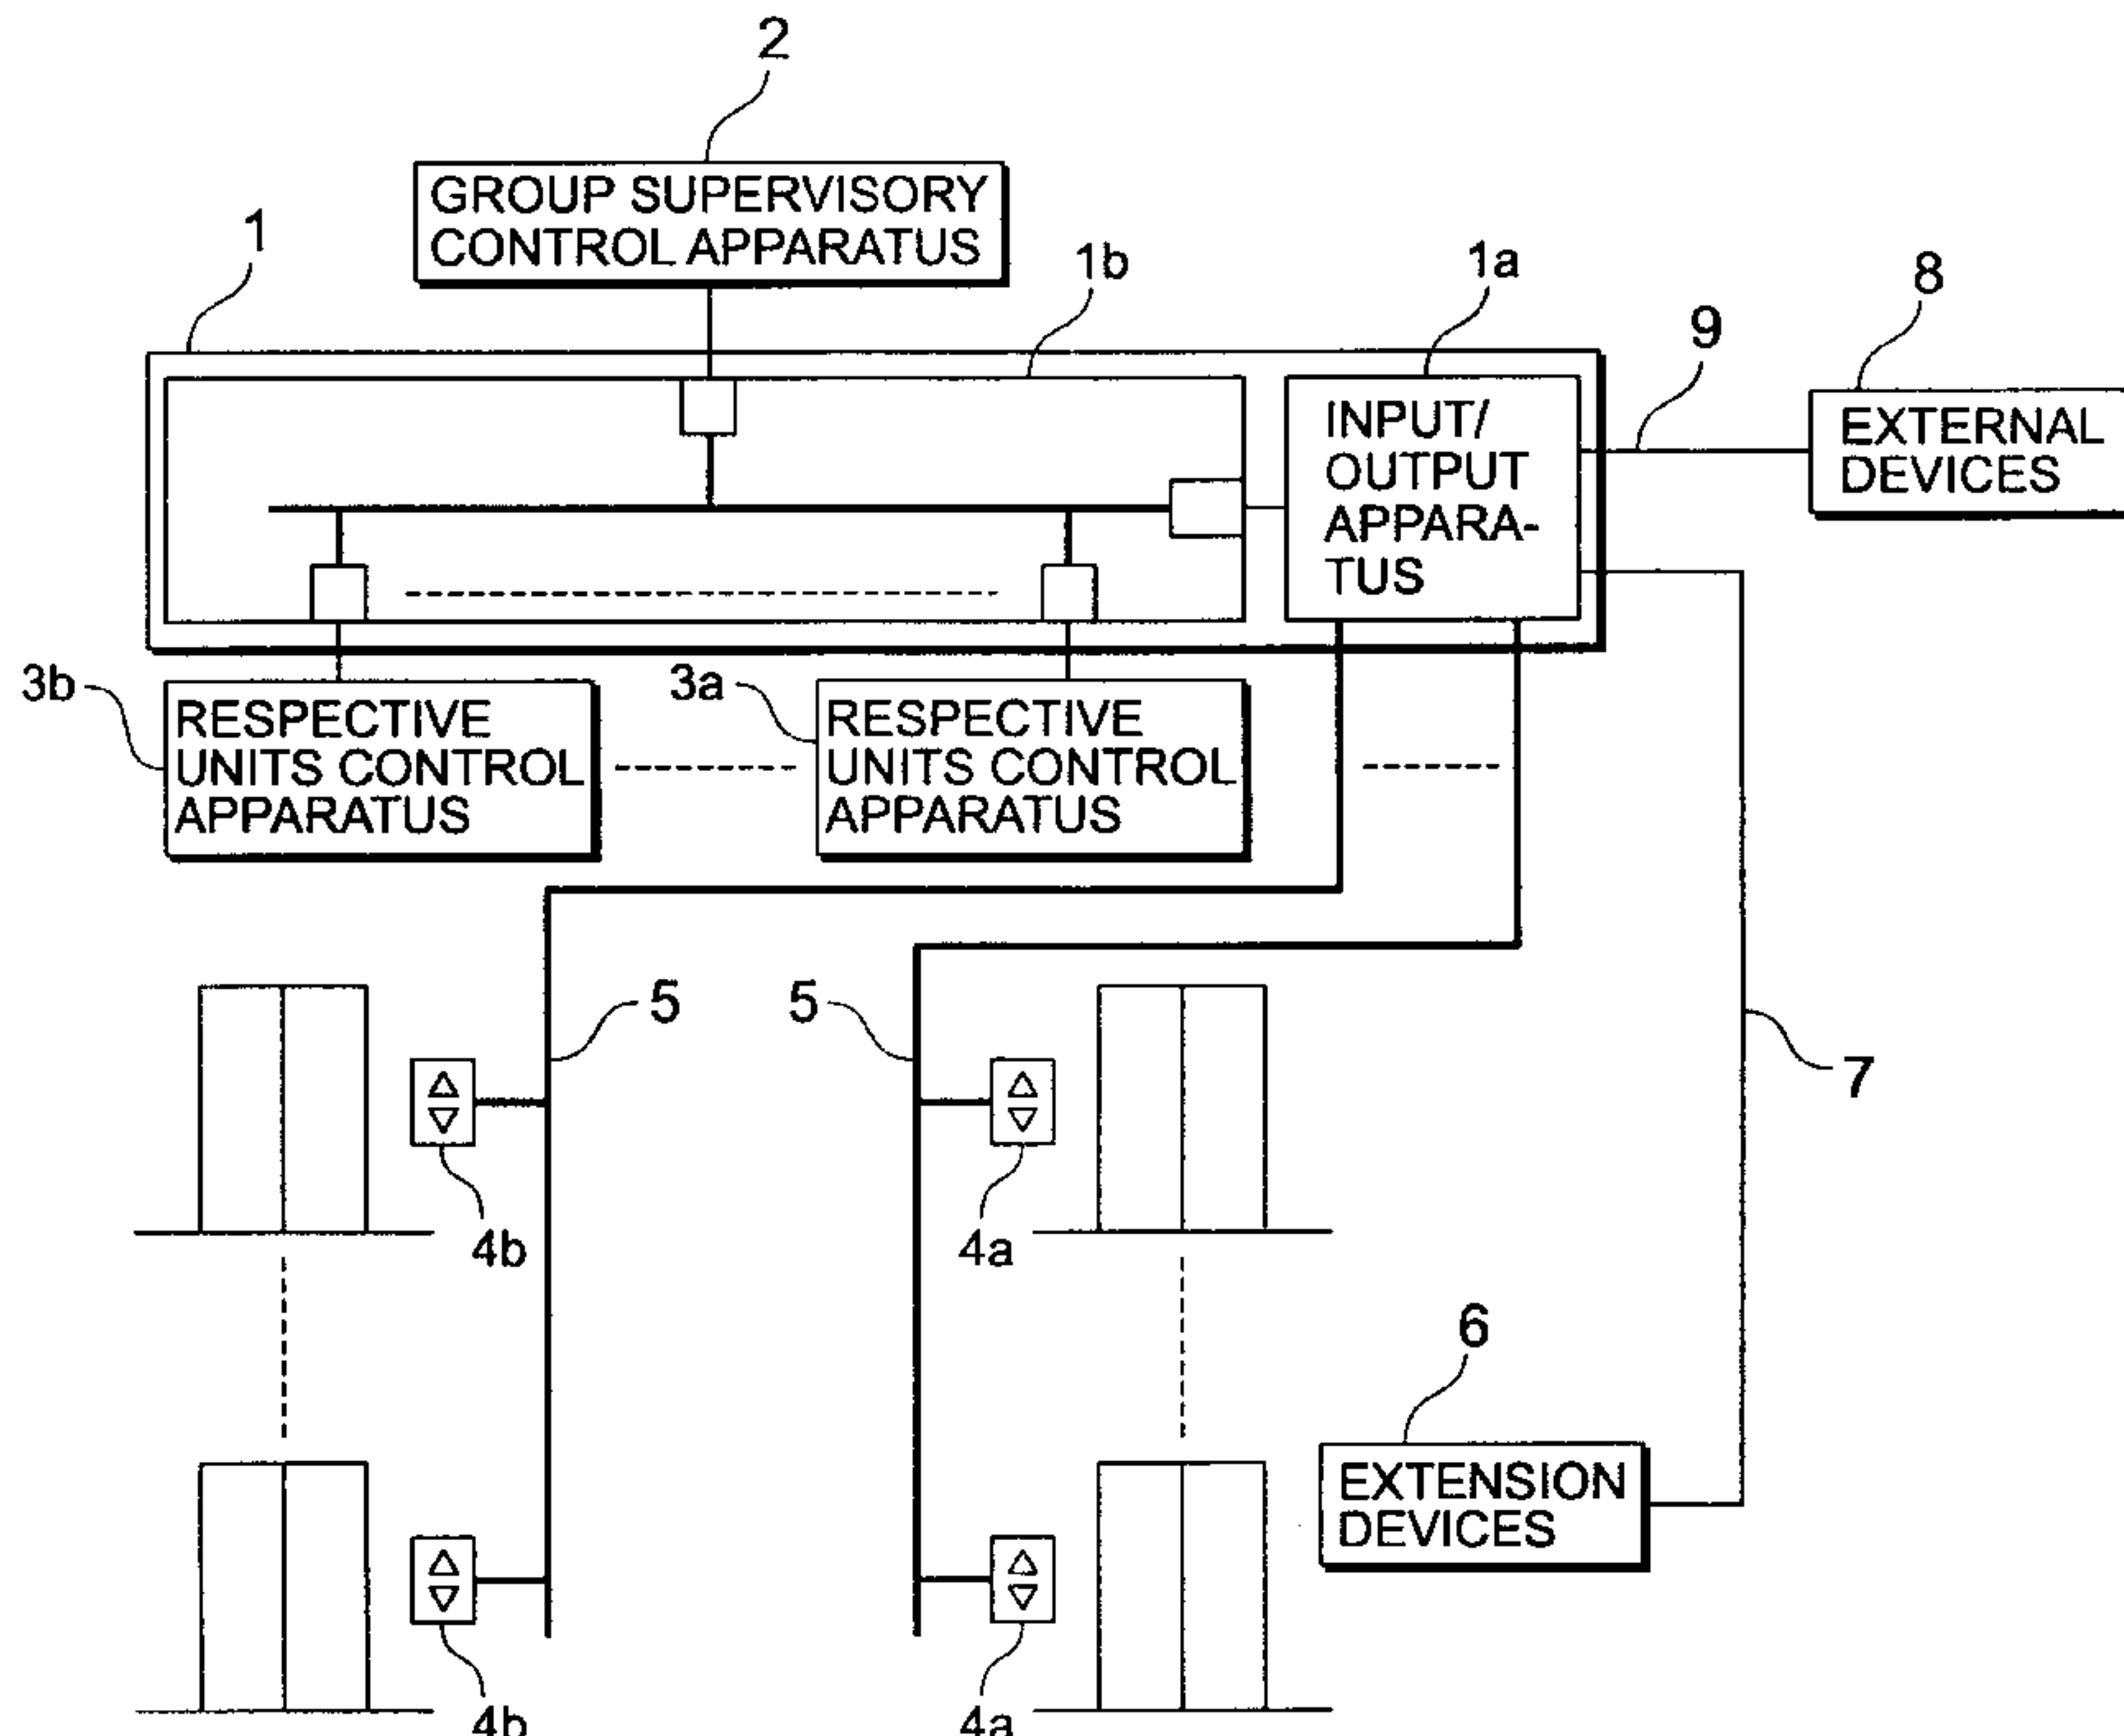 2
GROUP SUPERVISORY
CONTROL APPARATUS
1
1b
1a
8
9
INPUT/
OUTPUT
APPARA-
TUS
EXTERNAL
DEVICES
3b
RESPECTIVE
UNITS CONTROL
APPARATUS
3a
RESPECTIVE
UNITS CONTROL
APPARATUS
5
5
7
4b
4a
6
EXTENSION
DEVICES
4b
4a